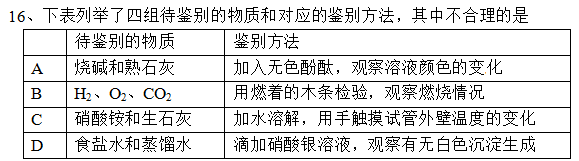 16、下表列举了四组待鉴别的物质和对应的鉴别方法，其中不合理的是
待鉴别的物质 鉴别方法
A 烧碱和熟石灰 加入无色酚酞，观察溶液颜色的变化
B H₂、O₂、CO₂ 用燃着的木条检验，观察燃烧情况
C 硝酸铵和生石灰 加水溶解，用手触摸试管外壁温度的变化
D 食盐水和蒸馏水 滴加硝酸银溶液，观察有无白色沉淀生成